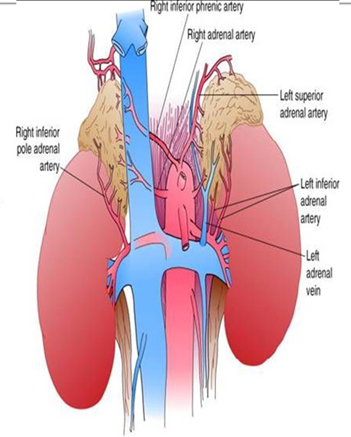 Right inferior phrenic artery
Right adrenal artery
Left superior
adrenal artery
Right inferior
pole adrenal
artery
Left inferior
adrenal
artery
Left
adrenal
vein